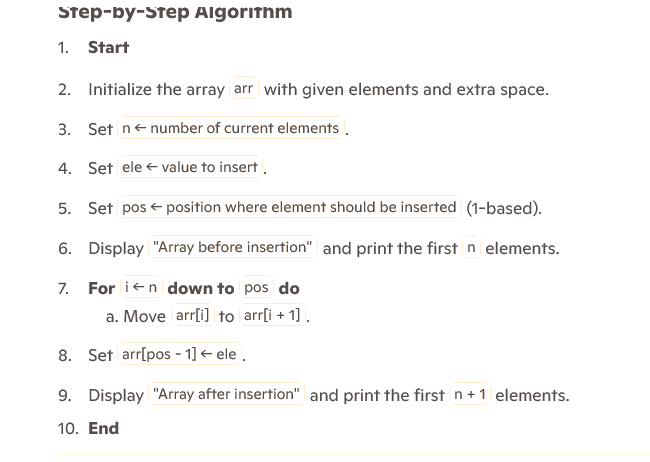 Step-by-Step Algorithm
1. Start
2. Initialize the array arr with given elements and extra space.
3. Set n ← number of current elements.
4. Set ele ← value to insert.
5. Set pos ← position where element should be inserted (1-based).
6. Display "Array before insertion" and print the first n elements.
7. For i ← n down to pos do
a. Move arr[i] to arr[i + 1].
8. Set arr[pos - 1] ← ele.
9. Display "Array after insertion" and print the first n + 1 elements.
10. End